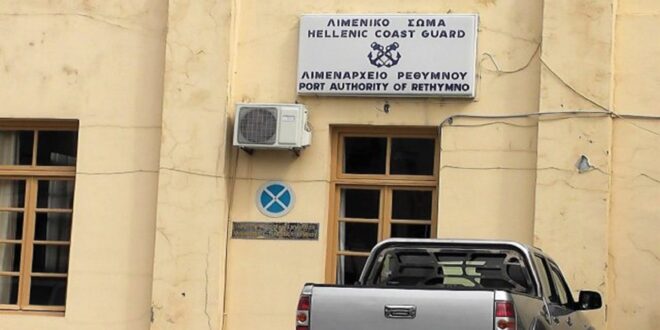 ΛΙΜΕΝΙΚΟ ΣΩΜΑ
HELLENIC COAST GUARD
ΛΙΜΕΝΑΡΧΕΙΟ ΡΕΘΥΜΝΟΥ
PORT AUTHORITY OF RETHYMNO